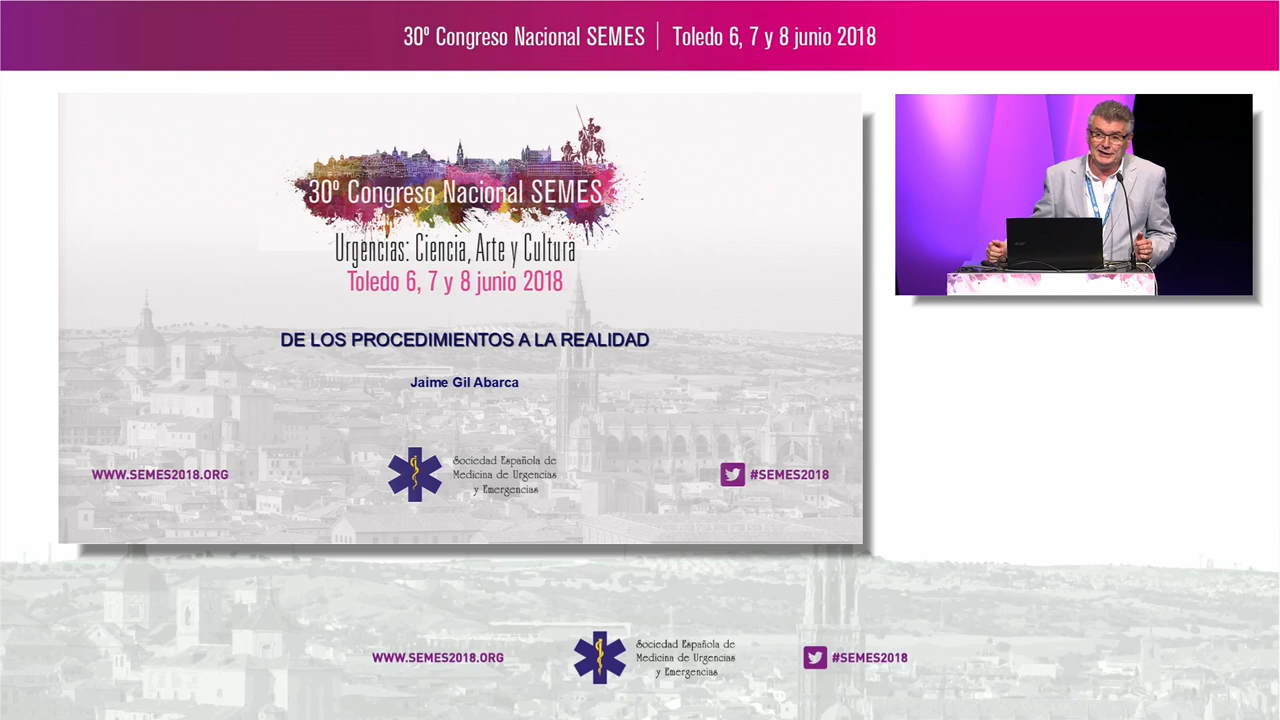 30º Congreso Nacional SEMES | Toledo 6, 7 y 8 junio 2018
30º Congreso Nacional SEMES
Urgencias: Ciencia, Arte y Cultura
Toledo 6, 7 y 8 junio 2018
DE LOS PROCEDIMIENTOS A LA REALIDAD
Jaime Gil Abarca
WWW.SEMES2018.ORG
Sociedad Española de
Medicina de Urgencias
y Emergencias
#SEMES2018
WWW.SEMES2018.ORG
Sociedad Española de
Medicina de Urgencias
y Emergencias
#SEMES2018